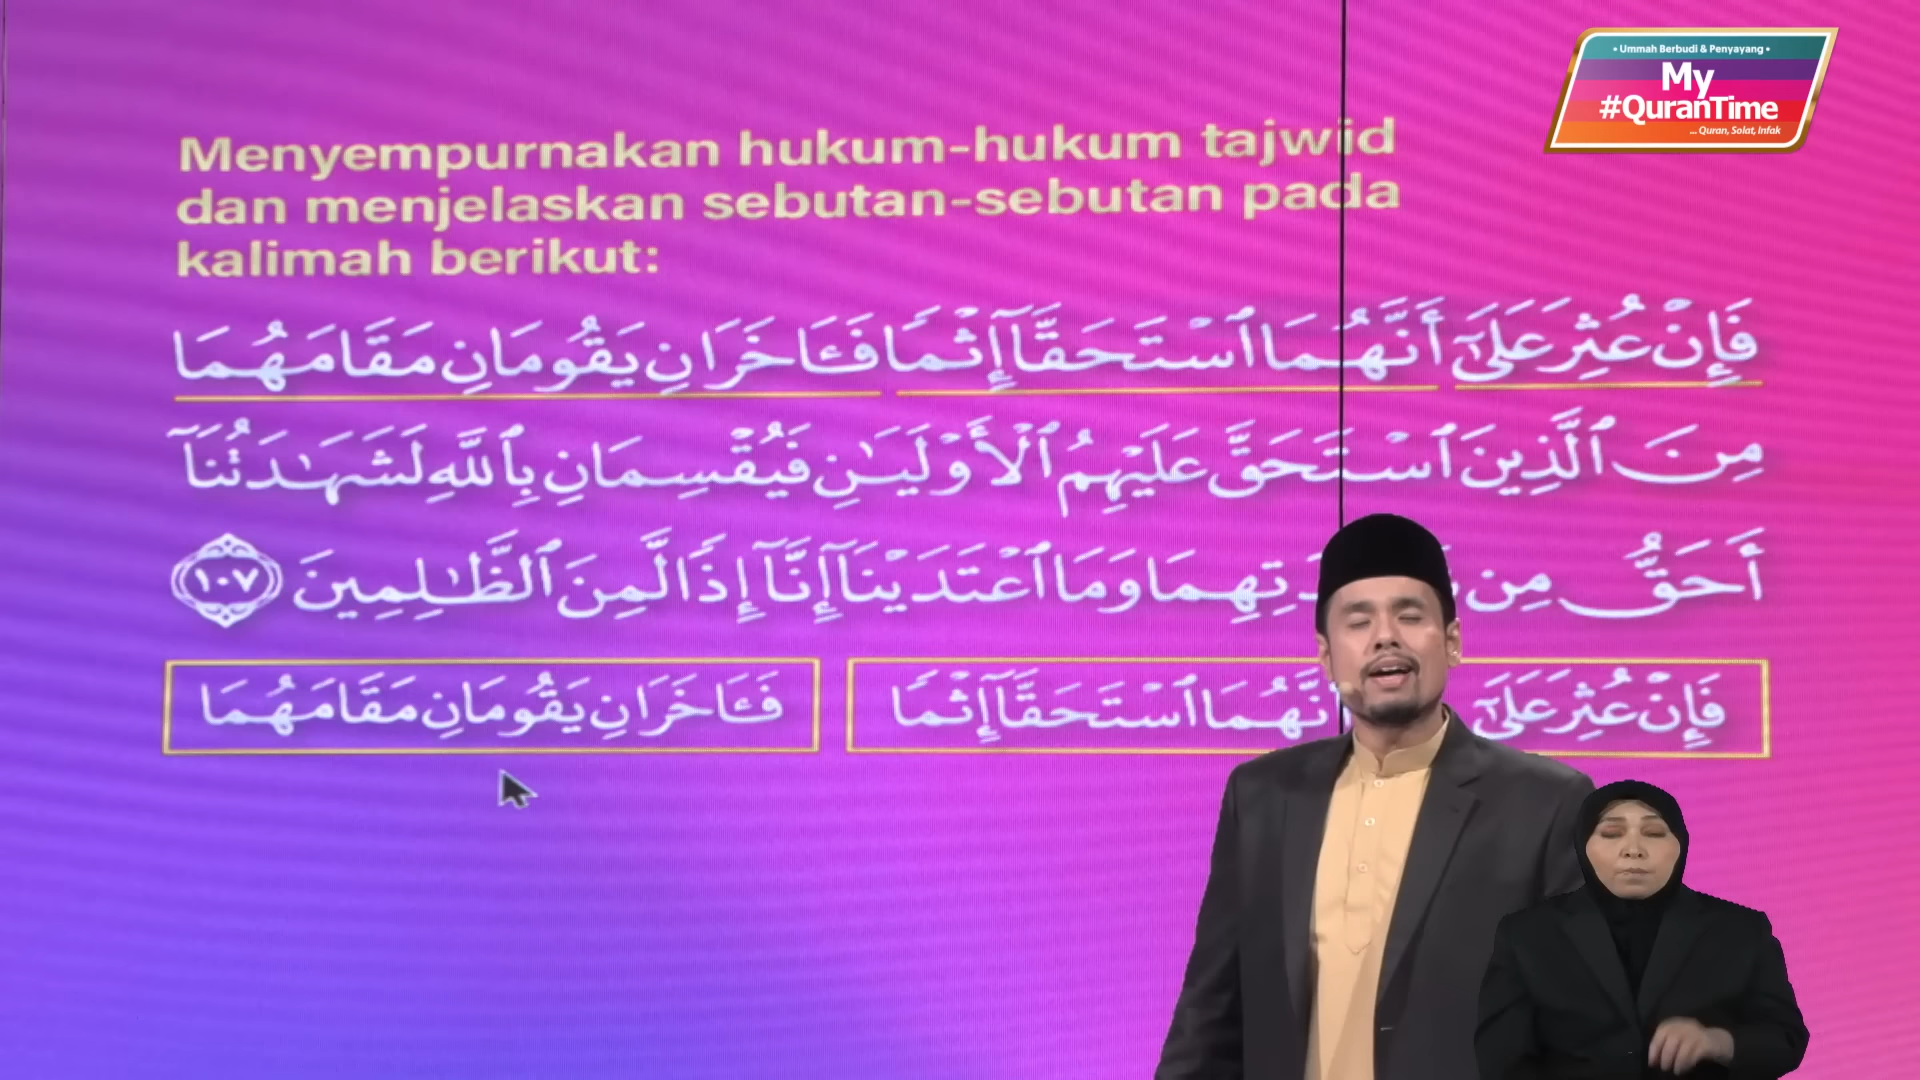 • Ummah Berbudi & Penyayang •
My
#QuranTime
... Quran, Solat, Infak
Menyempurnakan hukum-hukum tajwid
dan menjelaskan sebutan-sebutan pada
kalimah berikut:
فَإِنْ عُثِرَ عَلَىٰٓ أَنَّهُمَا ٱسْتَحَقَّآ إِثْمًا فَـَٔاخَرَانِ يَقُومَانِ مَقَامَهُمَا
مِنَ ٱلَّذِينَ ٱسْتَحَقَّ عَلَيْهِمُ ٱلْأَوْلَيَـٰنِ فَيُقْسِمَانِ بِٱللَّهِ لَشَهَـٰدَتُنَآ
أَحَقُّ مِن دَتِهِمَا وَمَا ٱعْتَدَيْنَآ إِنَّآ إِذًا لَّمِنَ ٱلظَّـٰلِمِينَ ١٠٧
فَإِنْ عُثِرَ عَلَىٰٓ أَنَّهُمَا ٱسْتَحَقَّآ إِثْمًا
فَـَٔاخَرَانِ يَقُومَانِ مَقَامَهُمَا